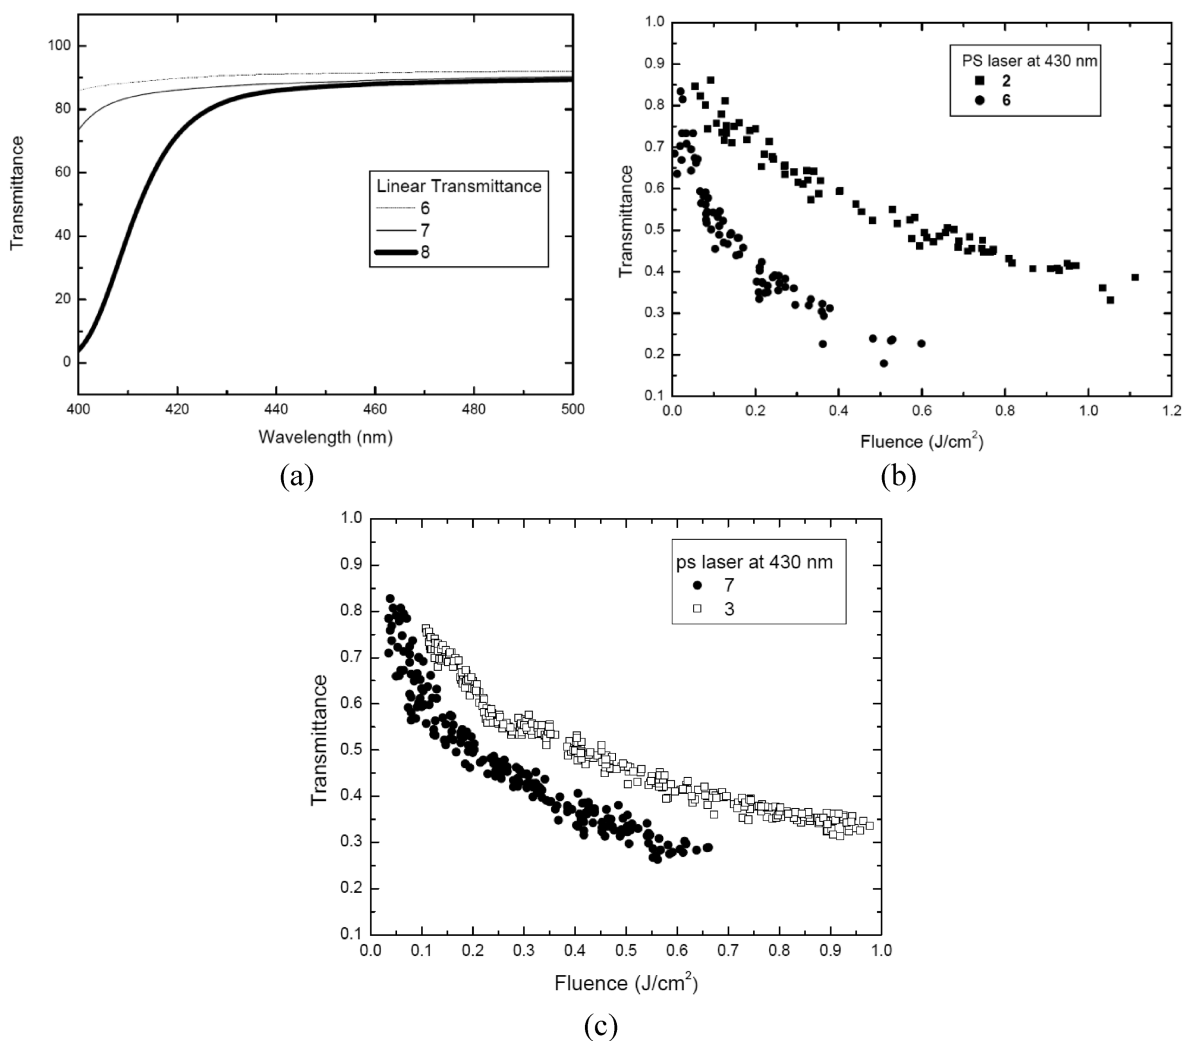 100
80
60
40
20
0
Transmittance
Linear Transmittance
6
7
8
400 420 440 460 480 500
Wavelength (nm)
(a)
1.0
0.9
0.8
0.7
0.6
0.5
0.4
0.3
0.2
0.1
Transmittance
PS laser at 430 nm
2
6
0.0 0.2 0.4 0.6 0.8 1.0 1.2
Fluence (J/cm²)
(b)
1.0
0.9
0.8
0.7
0.6
0.5
0.4
0.3
0.2
0.1
Transmittance
ps laser at 430 nm
7
3
0.0 0.1 0.2 0.3 0.4 0.5 0.6 0.7 0.8 0.9 1.0
Fluence (J/cm²)
(c)